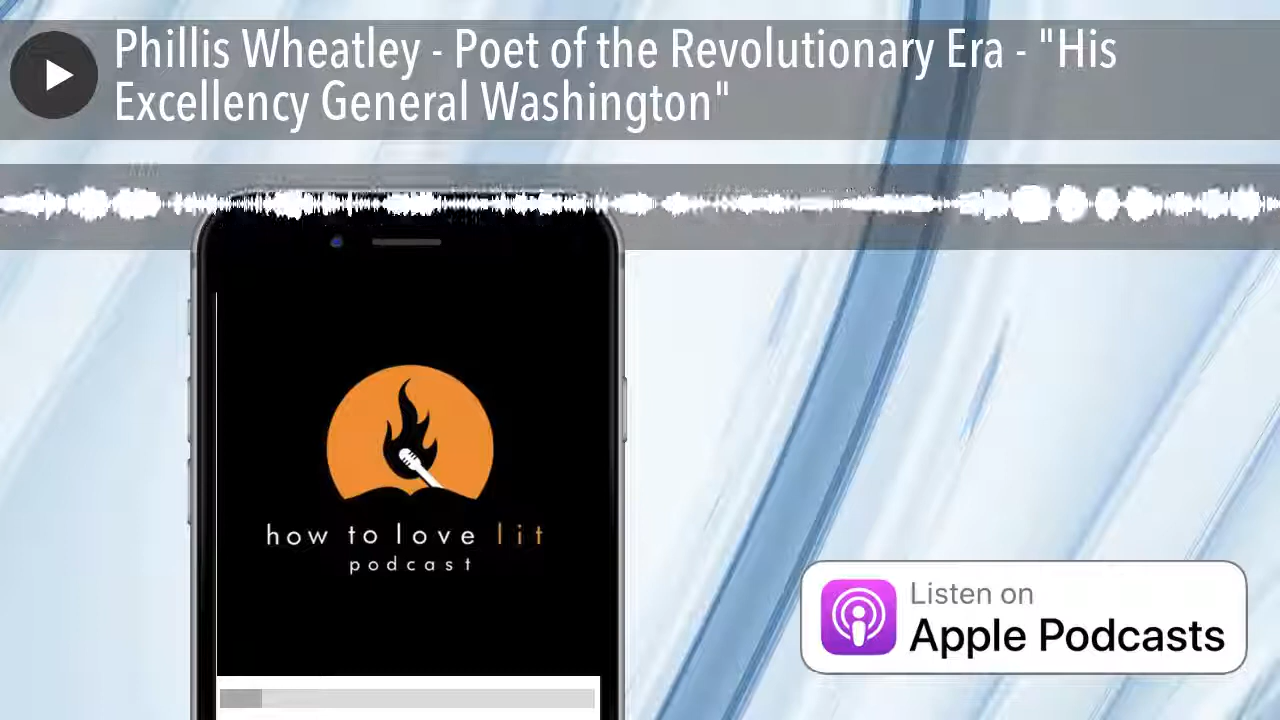 Phillis Wheatley - Poet of the Revolutionary Era - "His
Excellency General Washington"
how to love lit
podcast
Listen on
Apple Podcasts